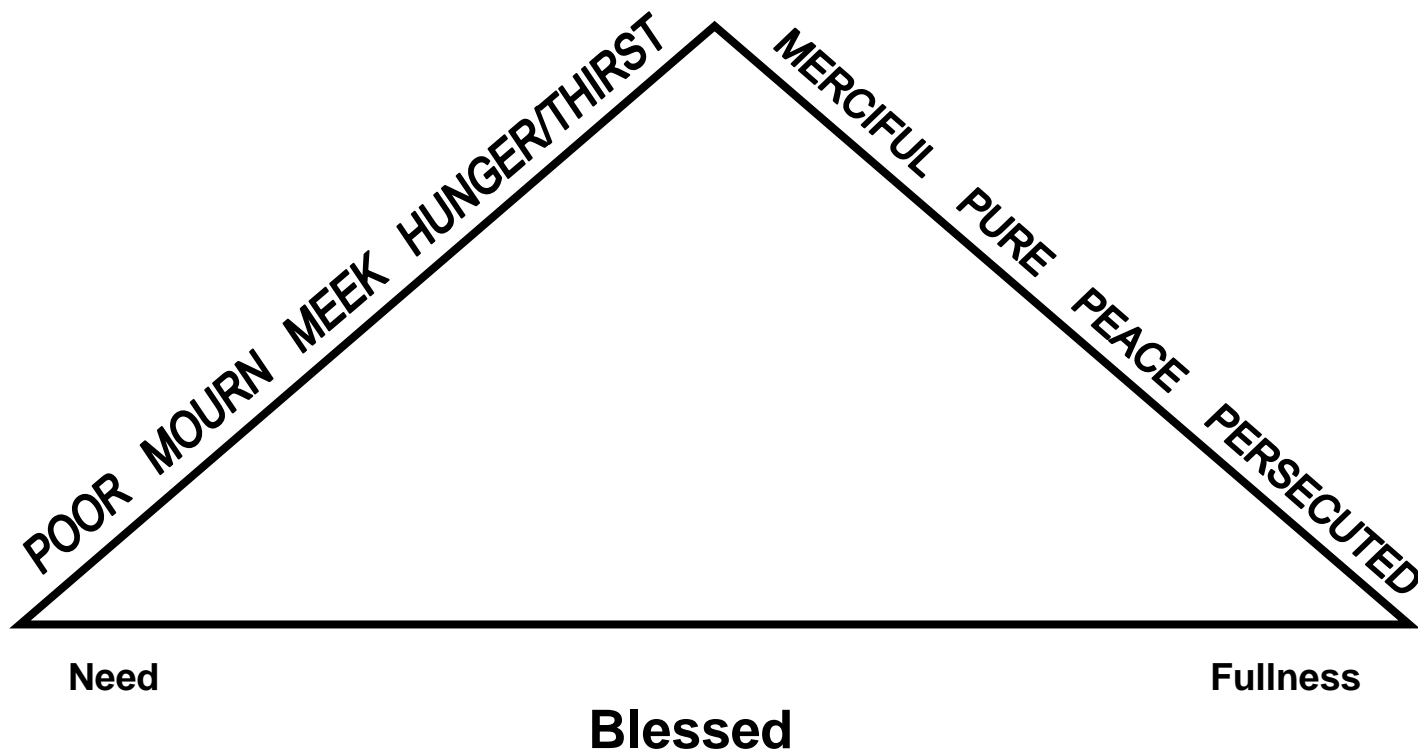 POOR MOURN MEEK HUNGER/THIRST
MERCIFUL PURE PEACE PERSECUTED
Need
Fullness
Blessed